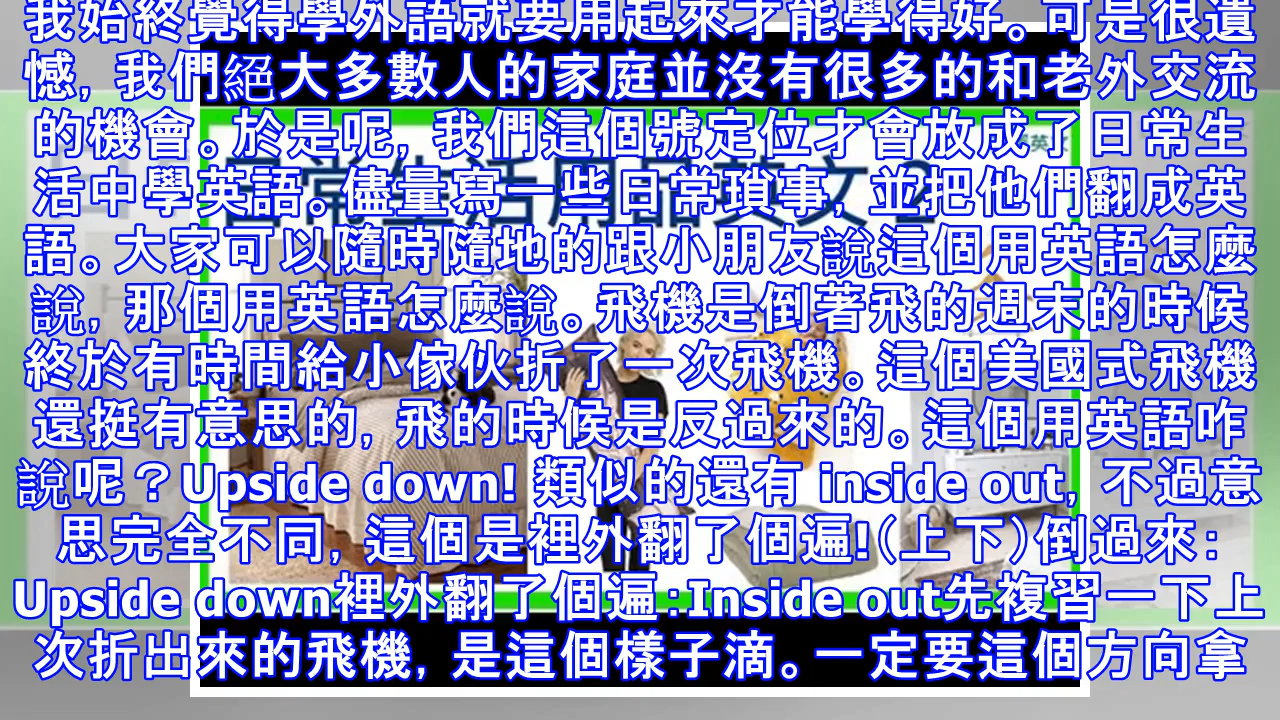 我始終覺得學外語就要用起來才能學得好。可是很遺
憾，我們絕大多數人的家庭並沒有很多的和老外交流
的機會。於是呢，我們這個號定位才會放成了日常生
活中學英語。儘量寫一些日常瑣事，並把他們翻成英
語。大家可以隨時隨地的跟小朋友說這個用英語怎麼
說，那個用英語怎麼說。飛機是倒著飛的週末的時候
終於有時間給小傢伙折了一次飛機。這個美國式飛機
還挺有意思的，飛的時候是反過來的。這個用英語咋
說呢？Upside down! 類似的還有 inside out，不過意
思完全不同，這個是裡外翻了個遍!（上下）倒過來：
Upside down裡外翻了個遍：Inside out先複習一下上
次折出來的飛機，是這個樣子滴。一定要這個方向拿
日常生活用品英文2